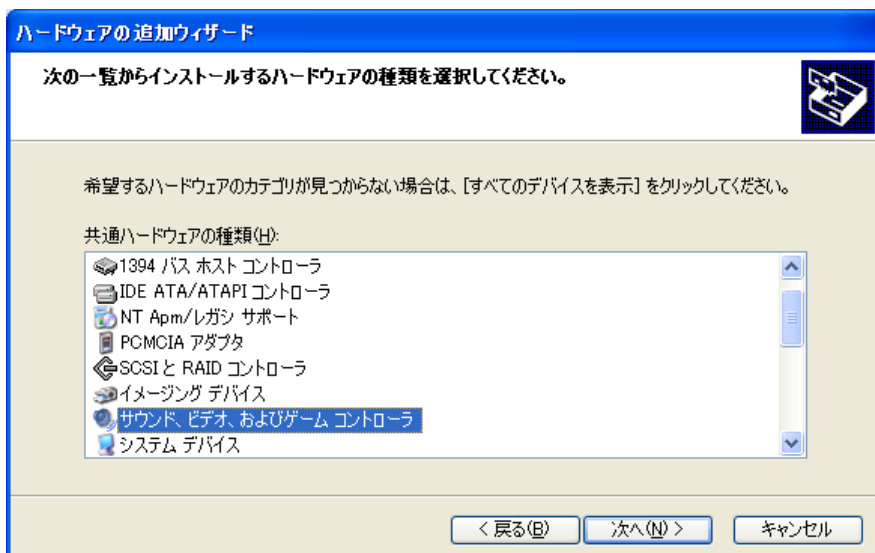 ハードウェアの追加ウィザード
次の一覧からインストールするハードウェアの種類を選択してください。
希望するハードウェアのカテゴリが見つからない場合は、[すべてのデバイスを表示] をクリックしてください。
共通ハードウェアの種類(H):
1394 バス ホスト コントローラ
IDE ATA/ATAPI コントローラ
NT Apm/レガシ サポート
PCMCIA アダプタ
SCSI と RAID コントローラ
イメージング デバイス
サウンド、ビデオ、およびゲーム コントローラ
システム デバイス
< 戻る(B) 次へ(N) > キャンセル